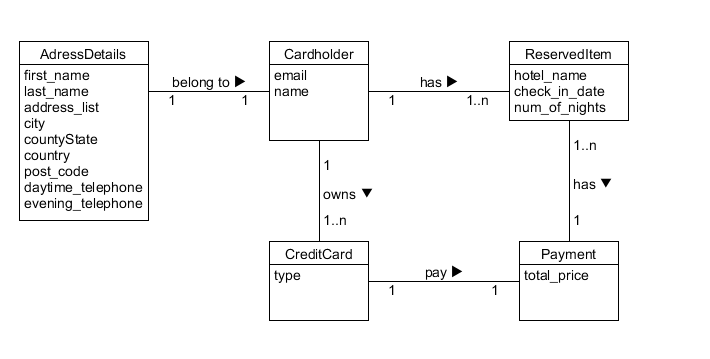 AdressDetails
first_name
last_name
address_list
city
countyState
country
post_code
daytime_telephone
evening_telephone
belong to ▶
1
1
Cardholder
email
name
has ▶
1
1..n
ReservedItem
hotel_name
check_in_date
num_of_nights
1
owns ▼
1..n
1..n
has ▼
1
CreditCard
type
pay ▶
1
1
Payment
total_price